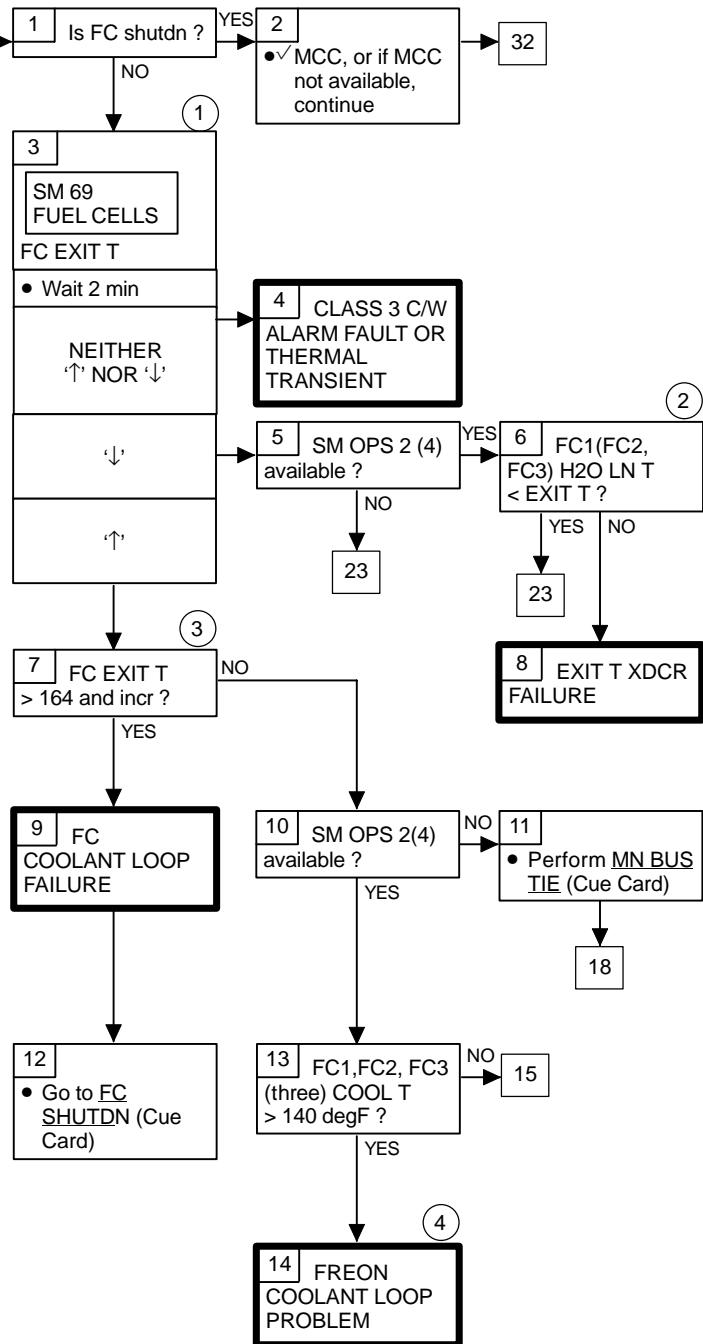 1 Is FC shutdn ?
YES
NO
2
•√ MCC, or if MCC
not available,
continue
32
1
3
SM 69
FUEL CELLS
FC EXIT T
• Wait 2 min
NEITHER
‘↑’ NOR ‘↓’
‘↓’
‘↑’
4 CLASS 3 C/W
ALARM FAULT OR
THERMAL
TRANSIENT
5 SM OPS 2 (4)
available ?
YES
NO
23
2
6 FC1(FC2,
FC3) H2O LN T
< EXIT T ?
YES
NO
23
8 EXIT T XDCR
FAILURE
3
7 FC EXIT T
> 164 and incr ?
NO
YES
9 FC
COOLANT LOOP
FAILURE
10 SM OPS 2(4)
available ?
NO
YES
11
• Perform MN BUS
TIE (Cue Card)
18
12
• Go to FC
SHUTDN (Cue
Card)
13 FC1,FC2, FC3
(three) COOL T
> 140 degF ?
NO
15
YES
4
14 FREON
COOLANT LOOP
PROBLEM